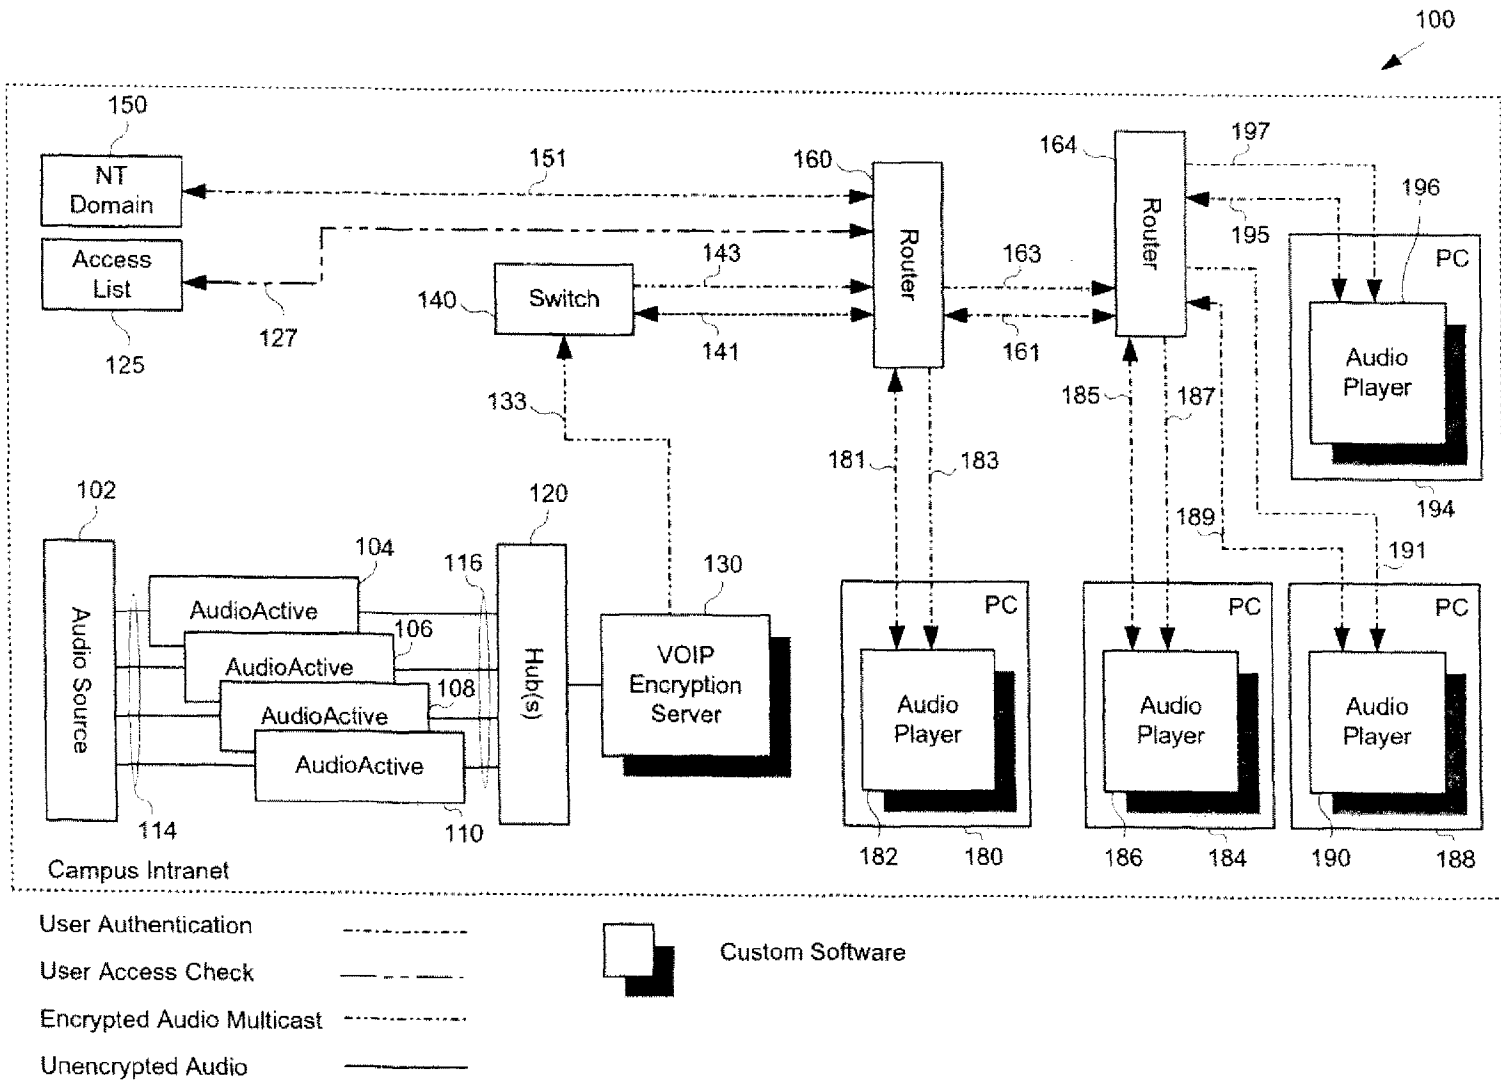 100
150
NT
Domain
151
160
Router
164
Router
197
195
196
PC
Audio
Player
194
Access
List
125
127
140
Switch
143
141
163
161
133
181
183
185
187
189
191
102
Audio Source
104
AudioActive
106
AudioActive
108
AudioActive
AudioActive
110
114
116
120
Hub(s)
130
VOIP
Encryption
Server
PC
Audio
Player
182
180
PC
Audio
Player
186
184
PC
Audio
Player
190
188
Campus Intranet
User Authentication
User Access Check
Encrypted Audio Multicast
Unencrypted Audio
Custom Software